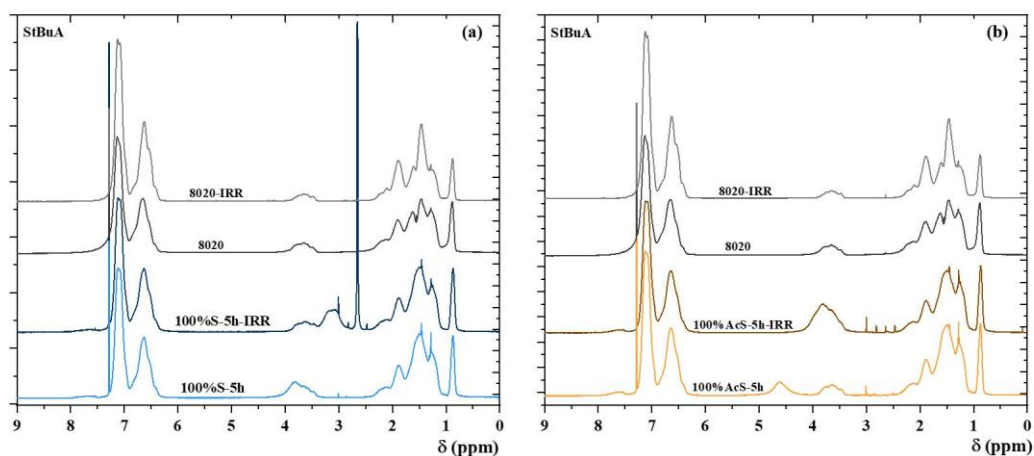 StBuA
(a)
8020-IRR
8020
100%S-5h-IRR
100%S-5h
9 8 7 6 5 4 3 2 1 0
δ (ppm)
StBuA
(b)
8020-IRR
8020
100%AcS-5h-IRR
100%AcS-5h
9 8 7 6 5 4 3 2 1 0
δ (ppm)